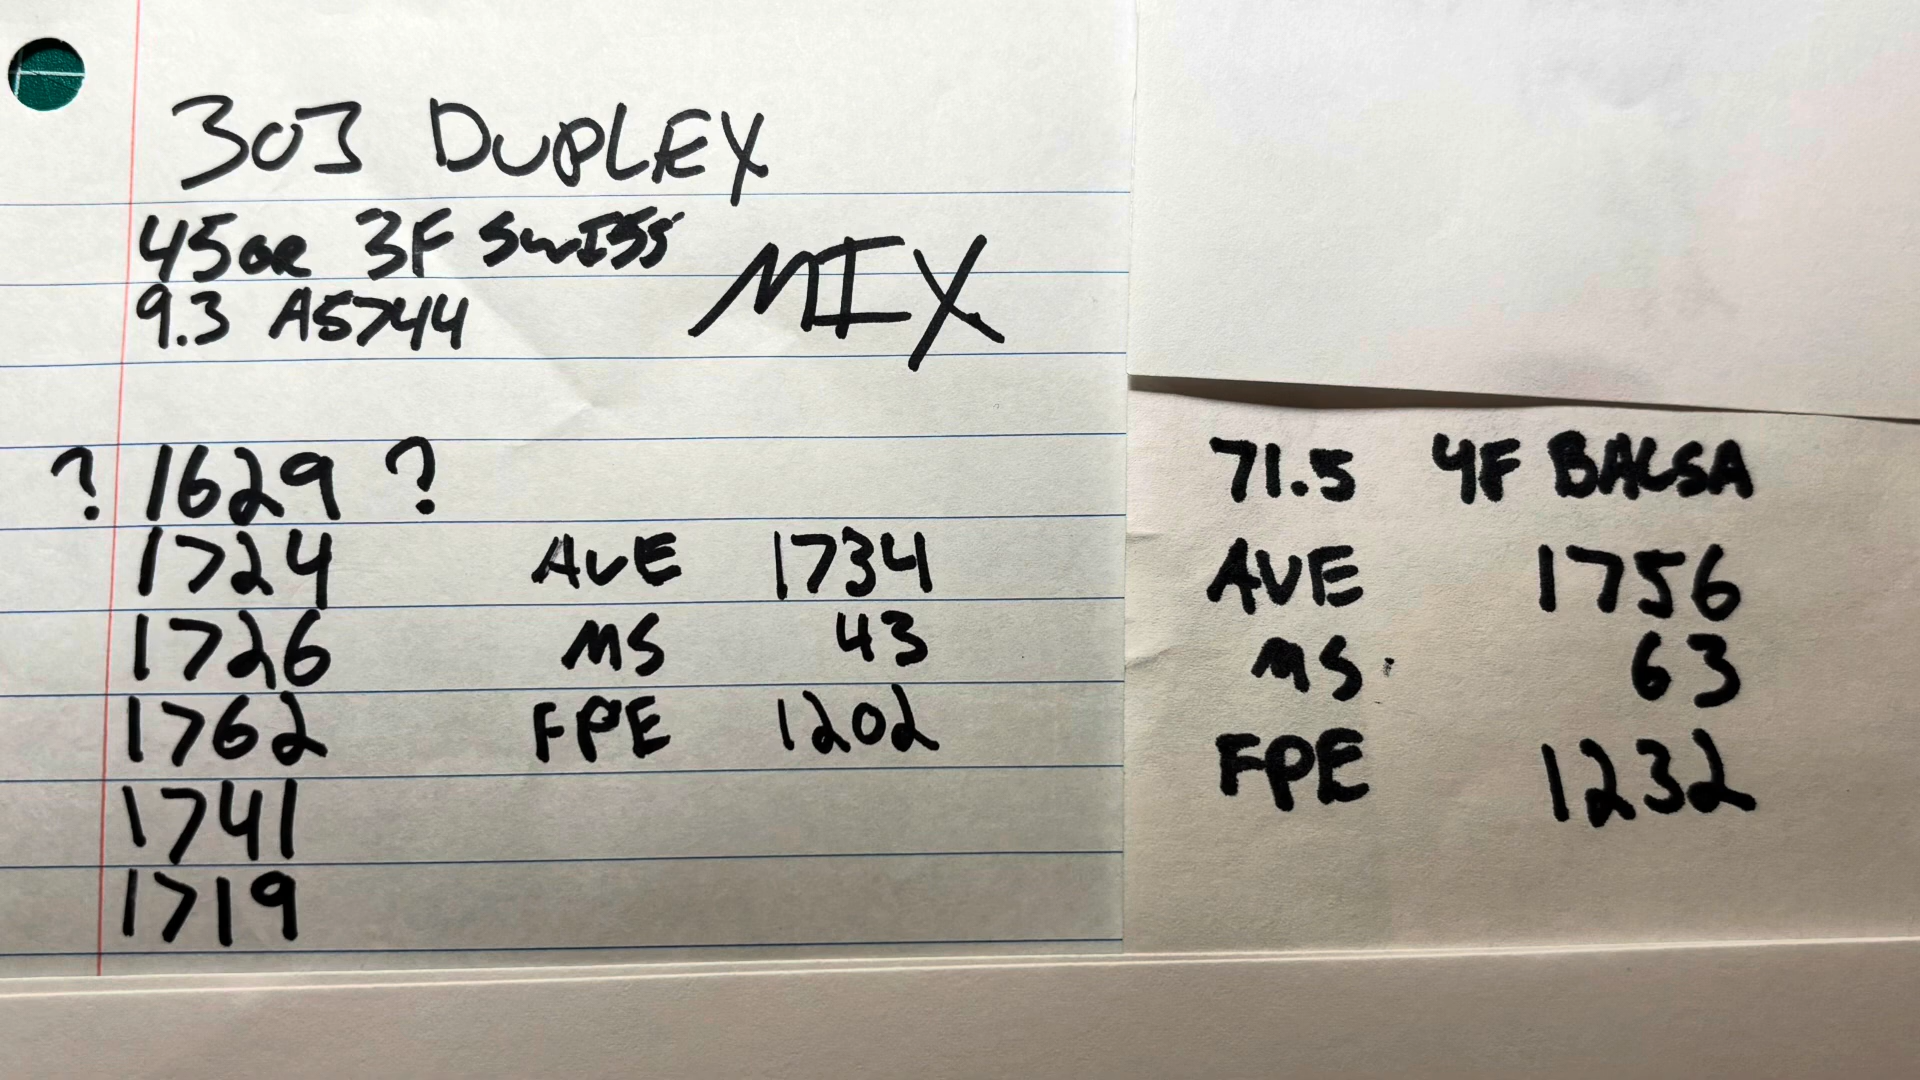 303 DUPLEX
45GR 3F SWISS
9.3 A5744
MIX
? 1629 ?
1724
1726
1762
1741
1719
AVE 1734
MS 43
FPE 1202
71.5 4F BALSA
AVE 1756
MS 63
FPE 1232